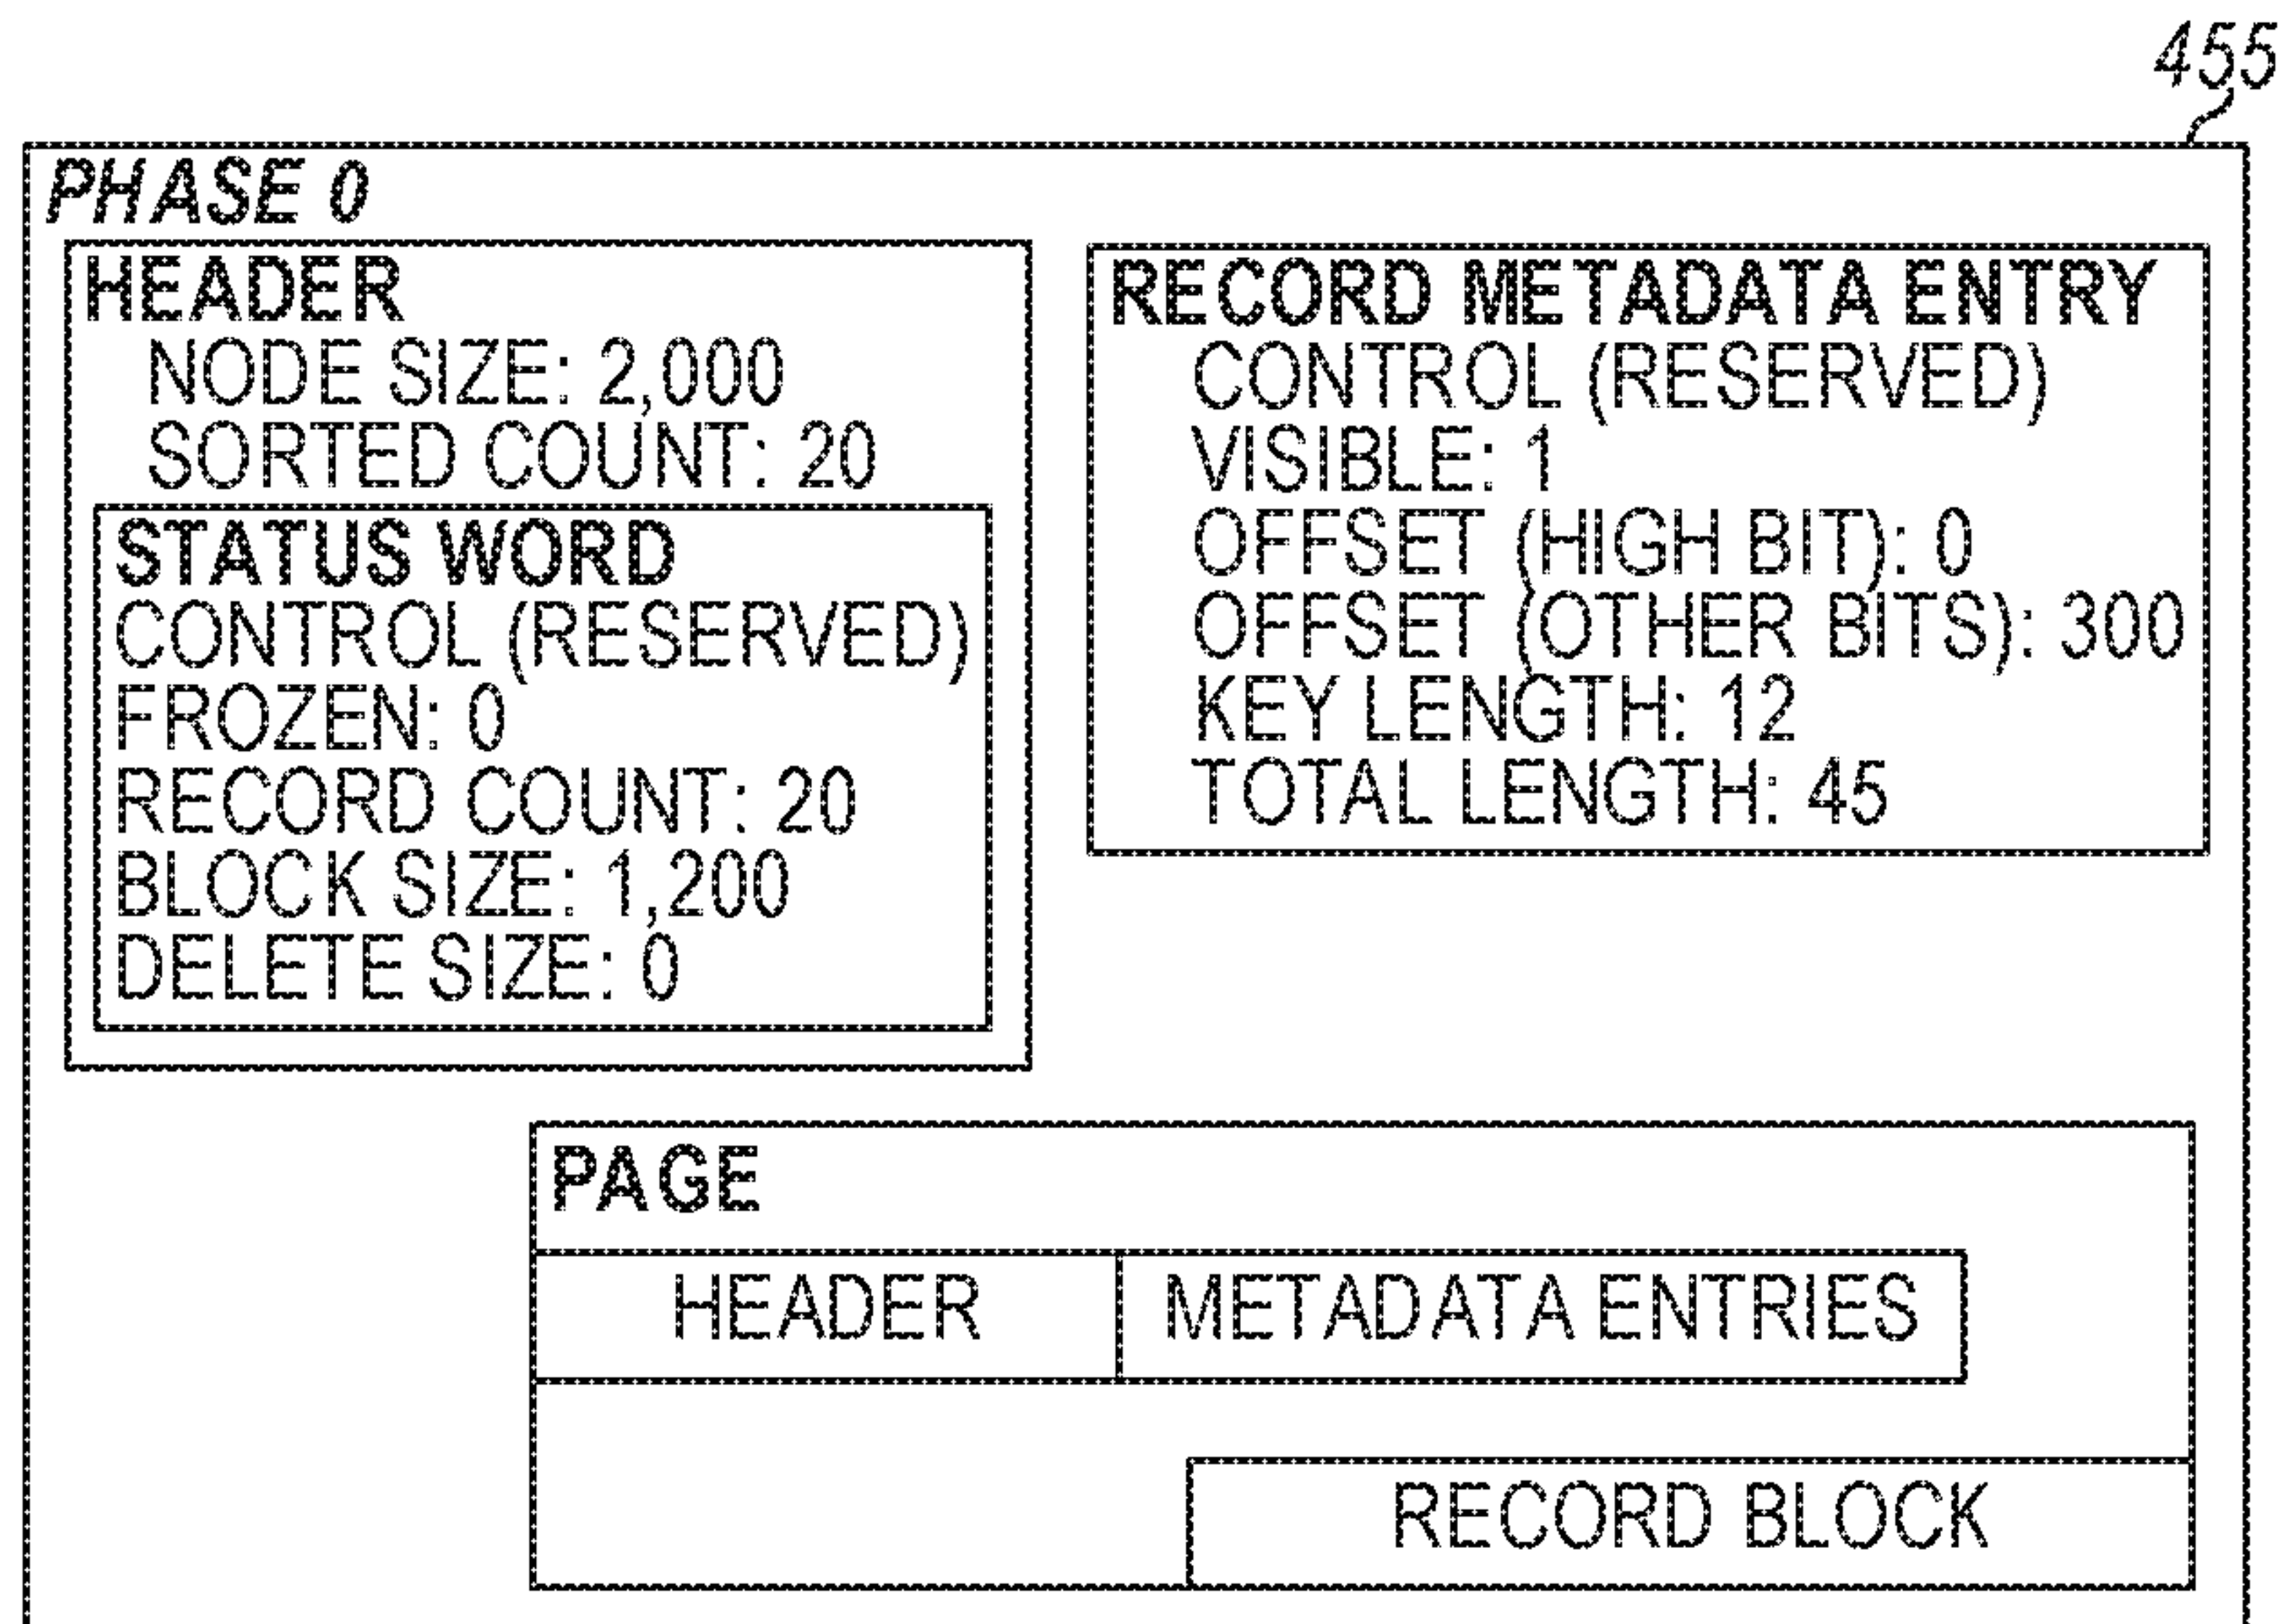 455
PHASE 0
HEADER
NODE SIZE: 2,000
SORTED COUNT: 20
STATUS WORD
CONTROL (RESERVED)
FROZEN: 0
RECORD COUNT: 20
BLOCK SIZE: 1,200
DELETE SIZE: 0
RECORD METADATA ENTRY
CONTROL (RESERVED)
VISIBLE: 1
OFFSET (HIGH BIT): 0
OFFSET (OTHER BITS): 300
KEY LENGTH: 12
TOTAL LENGTH: 45
PAGE
HEADER
METADATA ENTRIES
RECORD BLOCK